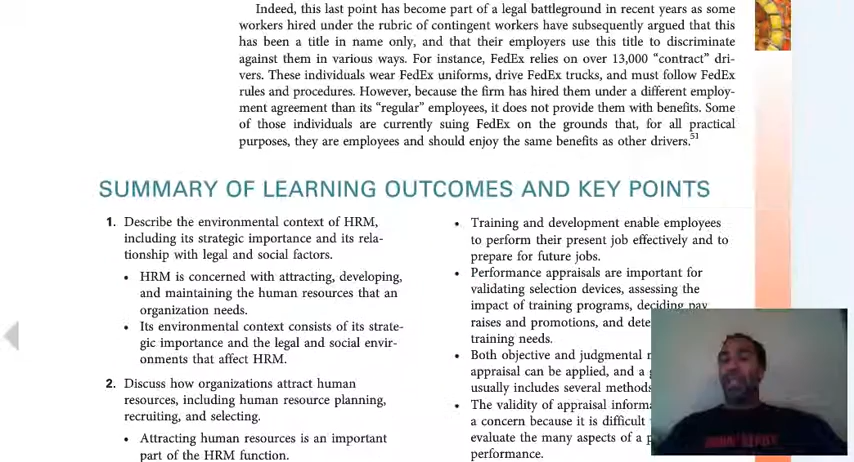 Indeed, this last point has become part of a legal battleground in recent years as some
workers hired under the rubric of contingent workers have subsequently argued that this
has been a title in name only, and that their employers use this title to discriminate
against them in various ways. For instance, FedEx relies on over 13,000 “contract” dri-
vers. These individuals wear FedEx uniforms, drive FedEx trucks, and must follow FedEx
rules and procedures. However, because the firm has hired them under a different employ-
ment agreement than its “regular” employees, it does not provide them with benefits. Some
of those individuals are currently suing FedEx on the grounds that, for all practical
purposes, they are employees and should enjoy the same benefits as other drivers.51
SUMMARY OF LEARNING OUTCOMES AND KEY POINTS
1. Describe the environmental context of HRM,
including its strategic importance and its rela-
tionship with legal and social factors.
• HRM is concerned with attracting, developing,
and maintaining the human resources that an
organization needs.
• Its environmental context consists of its strate-
gic importance and the legal and social envir-
onments that affect HRM.
2. Discuss how organizations attract human
resources, including human resource planning,
recruiting, and selecting.
• Attracting human resources is an important
part of the HRM function.
• Training and development enable employees
to perform their present job effectively and to
prepare for future jobs.
• Performance appraisals are important for
validating selection devices, assessing the
impact of training programs, deciding pay
raises and promotions, and
training needs.
• Both objective and judgmental
appraisal can be applied, and a
usually includes several methods
• The validity of appraisal
a concern because it is difficult
evaluate the many aspects of a
performance.